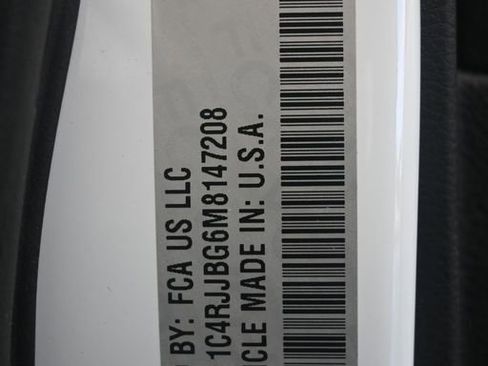 BY: FCA US LLC
1C4RJJBG6M8147208
CLE MADE IN: U.S.A.